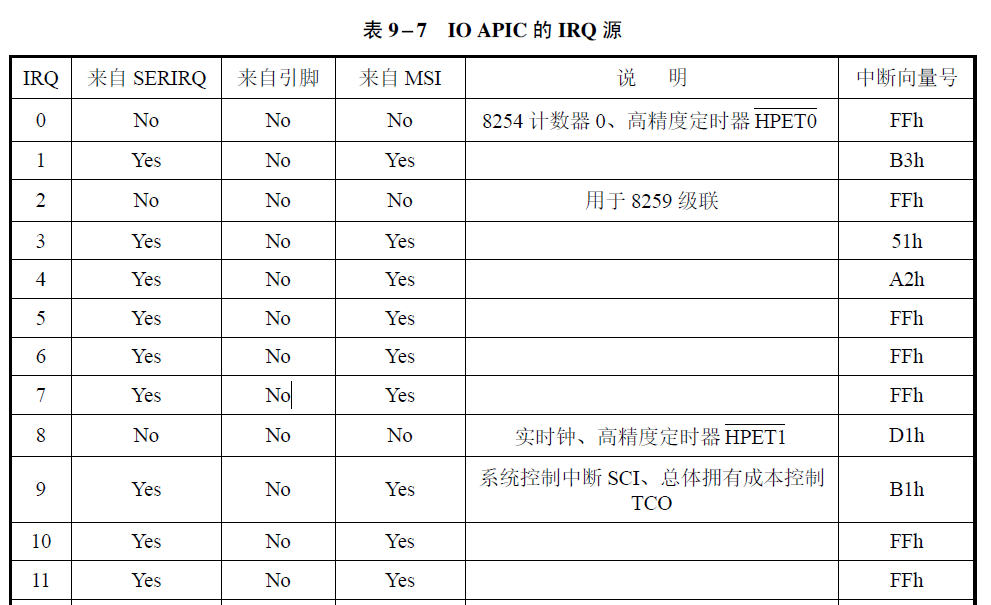 表 9–7 IO APIC 的 IRQ 源
IRQ 来自 SERIRQ 来自引脚 来自 MSI 说 明 中断向量号
0 No No No 8254 计数器 0、高精度定时器 HPET0 FFh
1 Yes No Yes B3h
2 No No No 用于 8259 级联 FFh
3 Yes No Yes 51h
4 Yes No Yes A2h
5 Yes No Yes FFh
6 Yes No Yes FFh
7 Yes No Yes FFh
8 No No No 实时钟、高精度定时器 HPET1 D1h
9 Yes No Yes 系统控制中断 SCI、总体拥有成本控制
TCO B1h
10 Yes No Yes FFh
11 Yes No Yes FFh